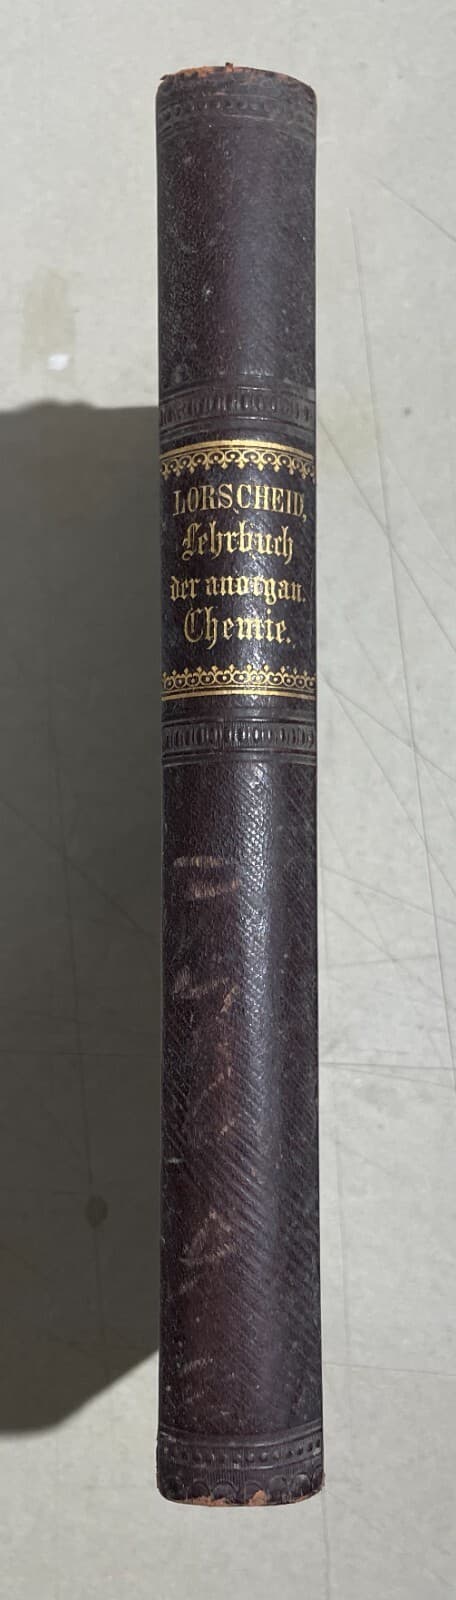 LORSCHEID,
Lehrbuch
der anorgan.
Chemie.